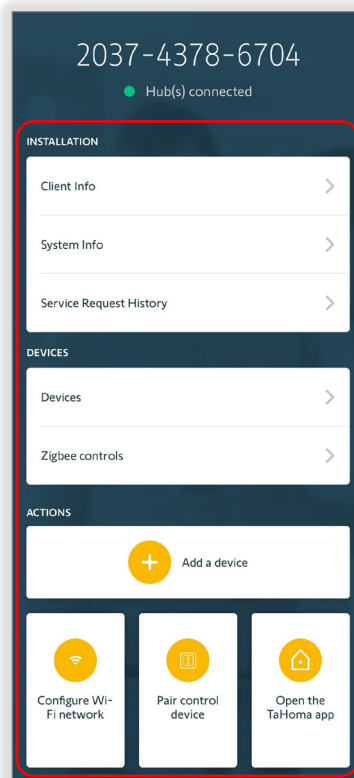 2037-4378-6704
Hub(s) connected
INSTALLATION
Client Info
System Info
Service Request History
DEVICES
Devices
Zigbee controls
ACTIONS
Add a device
Configure Wi-
Fi network
Pair control
device
Open the
TaHoma app